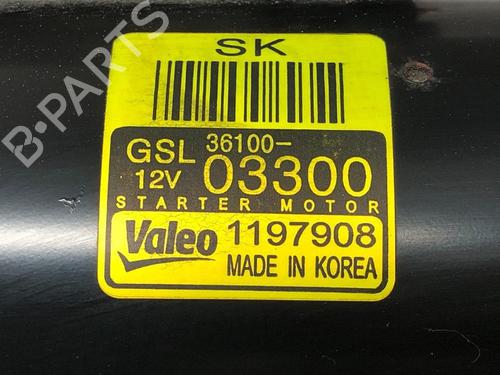 SK
GSL 36100-
12V 03300
STARTER MOTOR
Valeo 1197908
MADE IN KOREA
B-PARTS